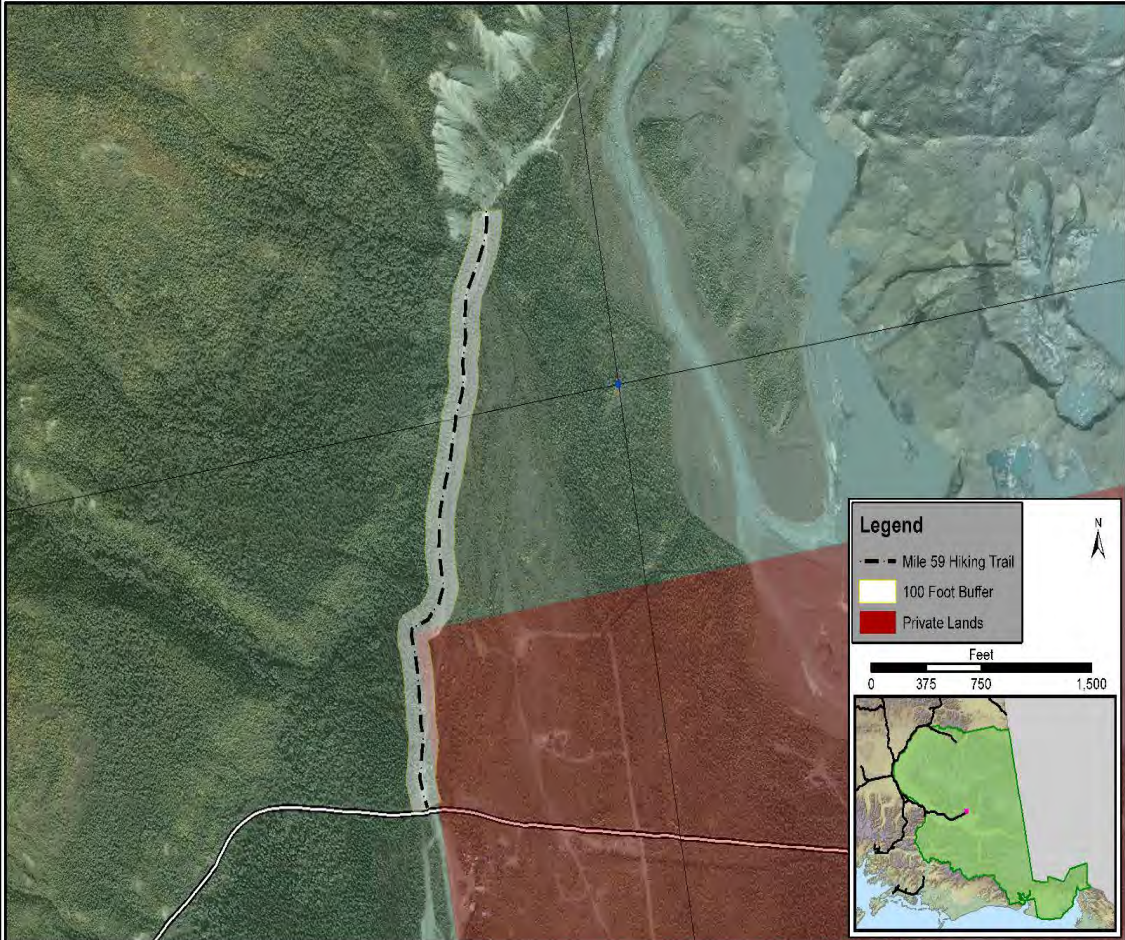 Legend
Mile 59 Hiking Trail
100 Foot Buffer
Private Lands
N
Feet
0 375 750 1,500